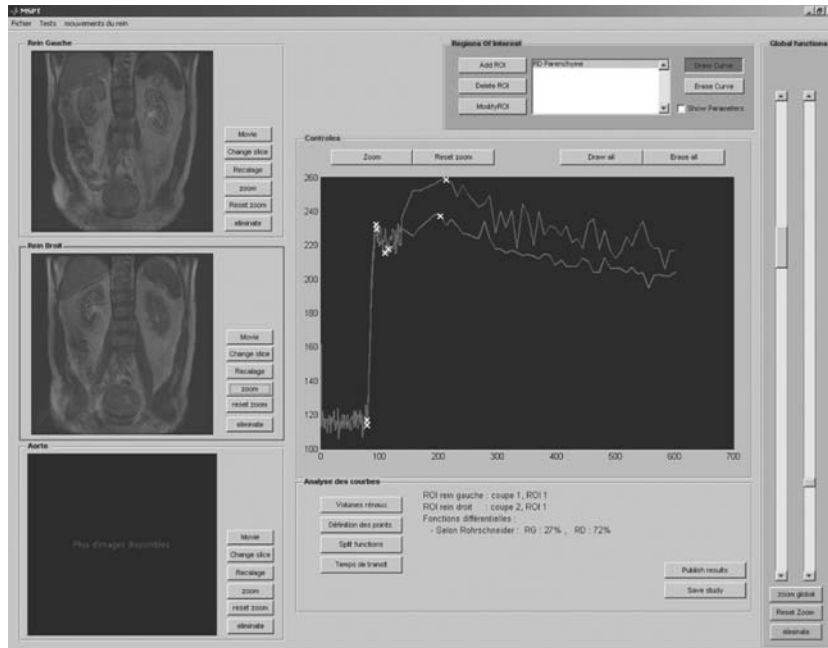 MSPT
Fichier Tests mouvements du rein
Rein Gauche
Movie
Change slice
Recalage
zoom
Reset zoom
eliminate
Rein Droit
Movie
Change slice
Recalage
zoom
reset zoom
eliminate
Aorte
Plus d'images disponibles
Movie
Change slice
Recalage
zoom
reset zoom
eliminate
Regions Of Interest
Add ROI
Delete ROI
ModifyROI
RD Parenchyme
Draw Curve
Erase Curve
Show Parameters
Controles
Zoom Reset zoom Draw all Erase all
260
240
220
200
180
160
140
120
100
0 100 200 300 400 500 600 700
Analyse des courbes
Volumes rénaux
Définition des points
Split functions
Temps de transit
ROI rein gauche : coupe 1, ROI 1
ROI rein droit : coupe 2, ROI 1
Fonctions différentielles :
- Selon Rohrschneider : RG : 27% , RD : 72%
Publish results
Save study
Global functions
zoom global
Reset Zoom
eliminate